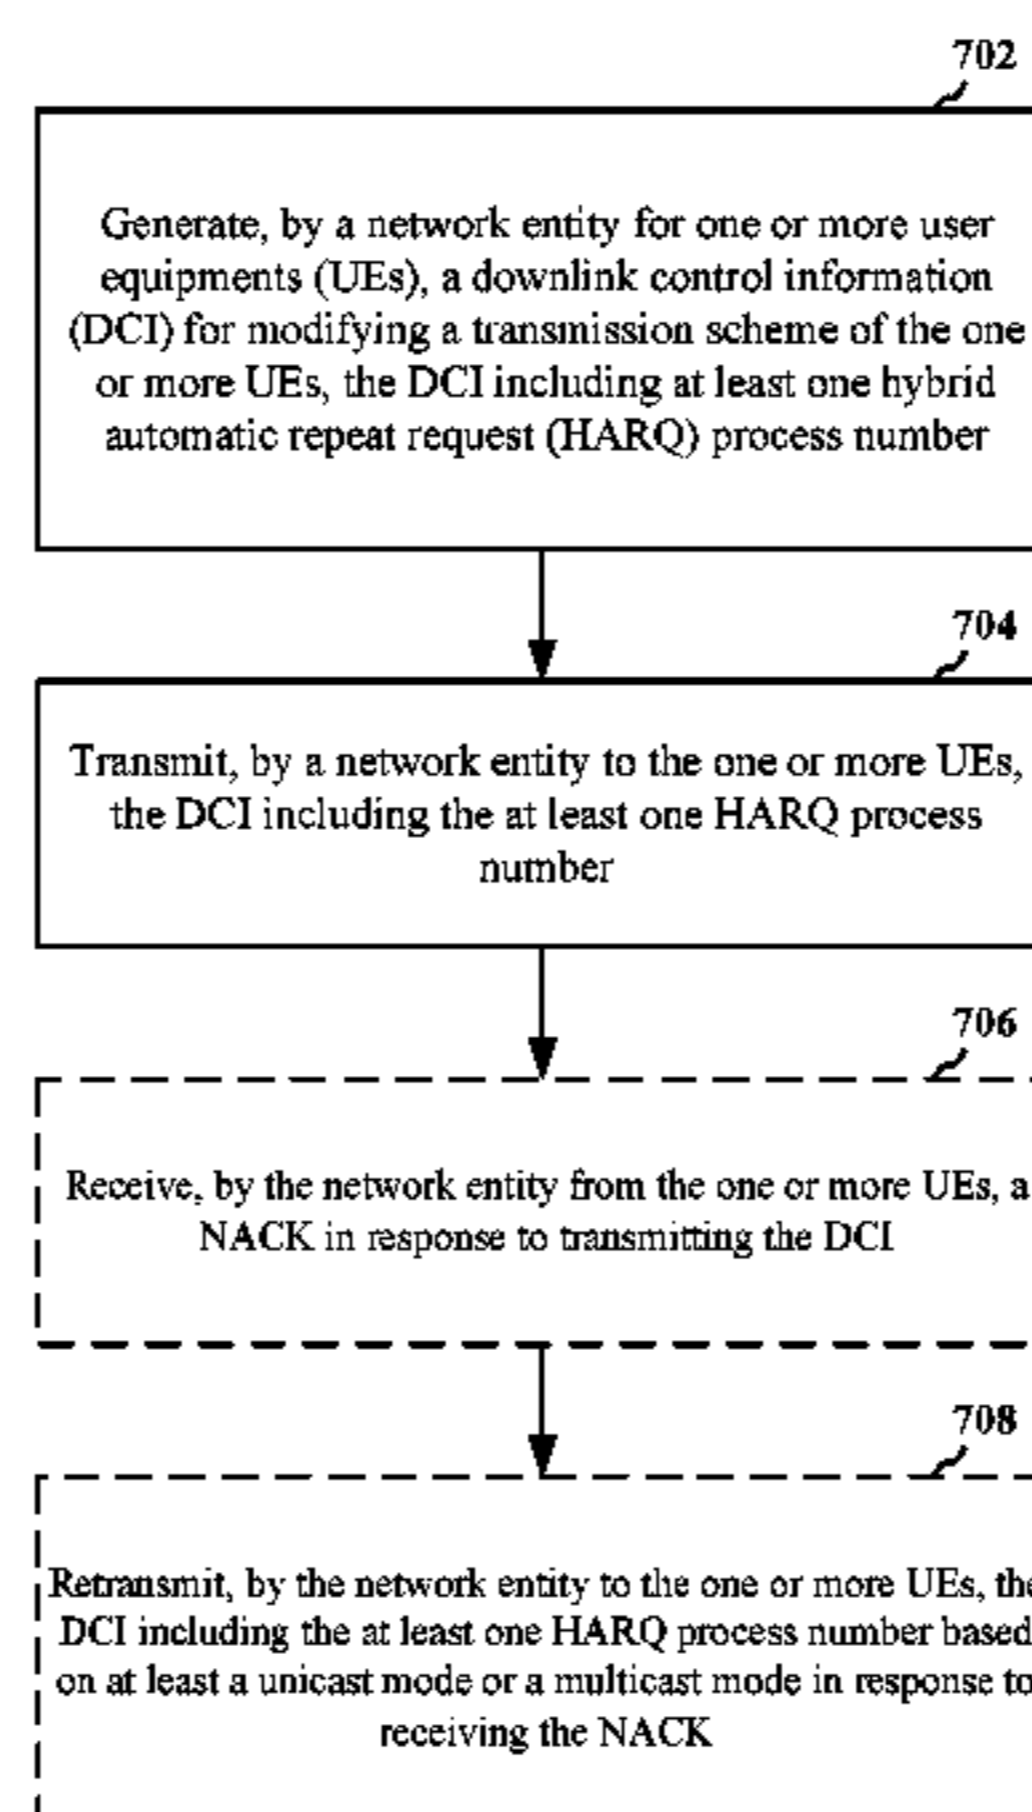 702
Generate, by a network entity for one or more user
equipments (UEs), a downlink control information
(DCI) for modifying a transmission scheme of the one
or more UEs, the DCI including at least one hybrid
automatic repeat request (HARQ) process number
704
Transmit, by a network entity to the one or more UEs,
the DCI including the at least one HARQ process
number
706
Receive, by the network entity from the one or more UEs, a
NACK in response to transmitting the DCI
708
Retransmit, by the network entity to the one or more UEs, the
DCI including the at least one HARQ process number based
on at least a unicast mode or a multicast mode in response to
receiving the NACK